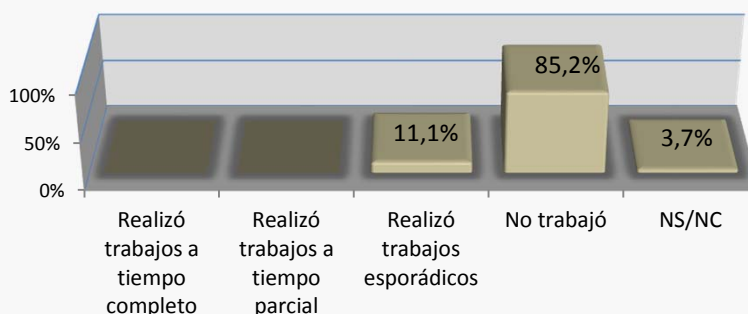 85,2%
11,1%
3,7%
100%
50%
0%
Realizó
trabajos a
tiempo
completo
Realizó
trabajos a
tiempo
parcial
Realizó
trabajos
esporádicos
No trabajó
NS/NC